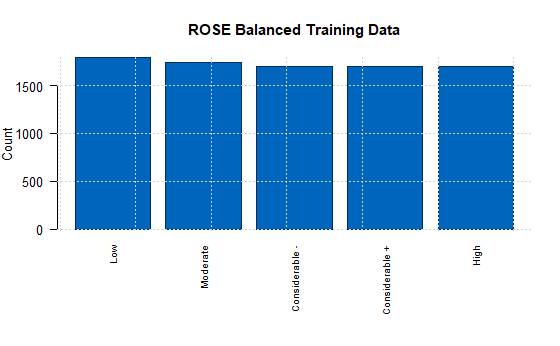 ROSE Balanced Training Data
Count
1500
1000
500
0
Low
Moderate
Considerable -
Considerable +
High